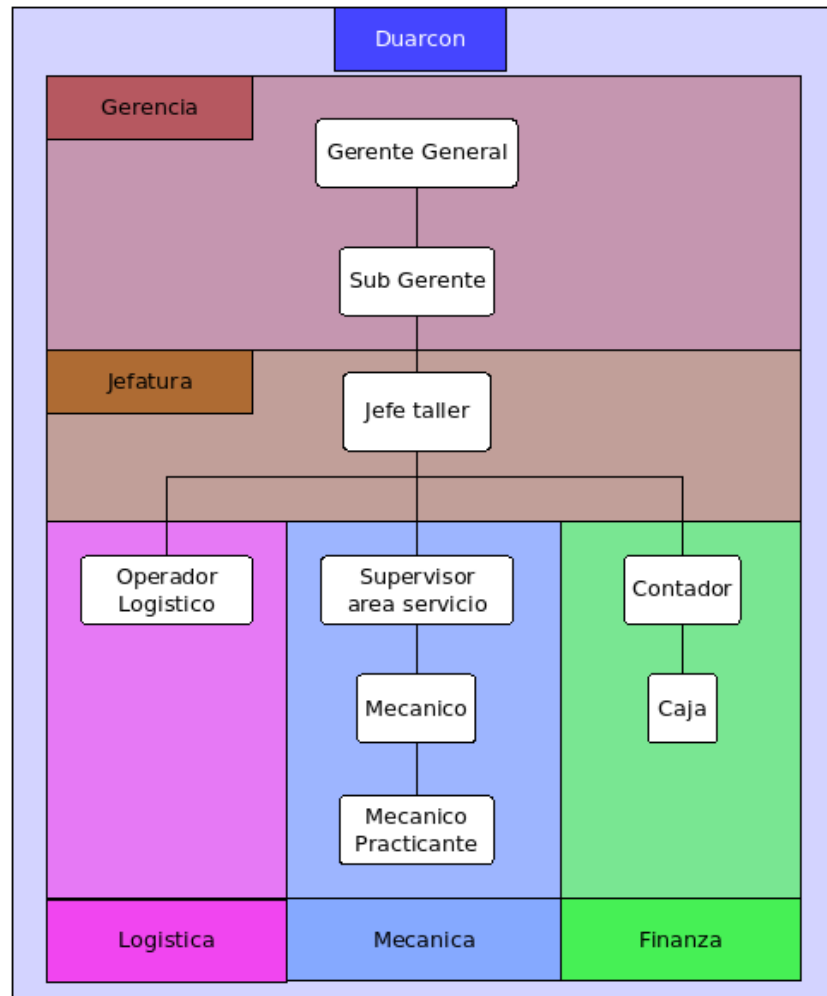 Duarcon
Gerencia
Gerente General
Sub Gerente
Jefatura
Jefe taller
Operador
Logistico
Supervisor
area servicio
Contador
Mecanico
Caja
Mecanico
Practicante
Logistica
Mecanica
Finanza